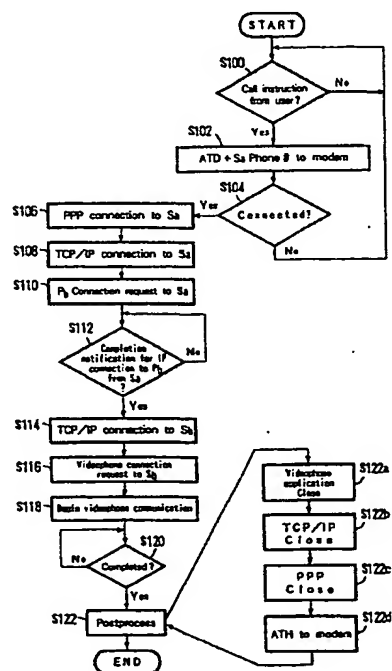 START
S100
Call instruction
from user?
No
Yes
S102
ATD + Sa Phone # to modem
S104
Connected?
Yes
No
S106
PPP connection to Sa
S108
TCP/IP connection to Sa
S110
Pb Connection request to Sa
S112
Completion
notification for IP
connection to Pb
from Sa
?
No
Yes
S114
TCP/IP connection to Sb
S116
Videophone connection
request to Sb
S118
Begin videophone communication
S120
Completed?
No
Yes
S122
Postprocess
END
S122a
Videophone
application
Close
S122b
TCP/IP
Close
S122c
PPP
Close
S122d
ATH to modem